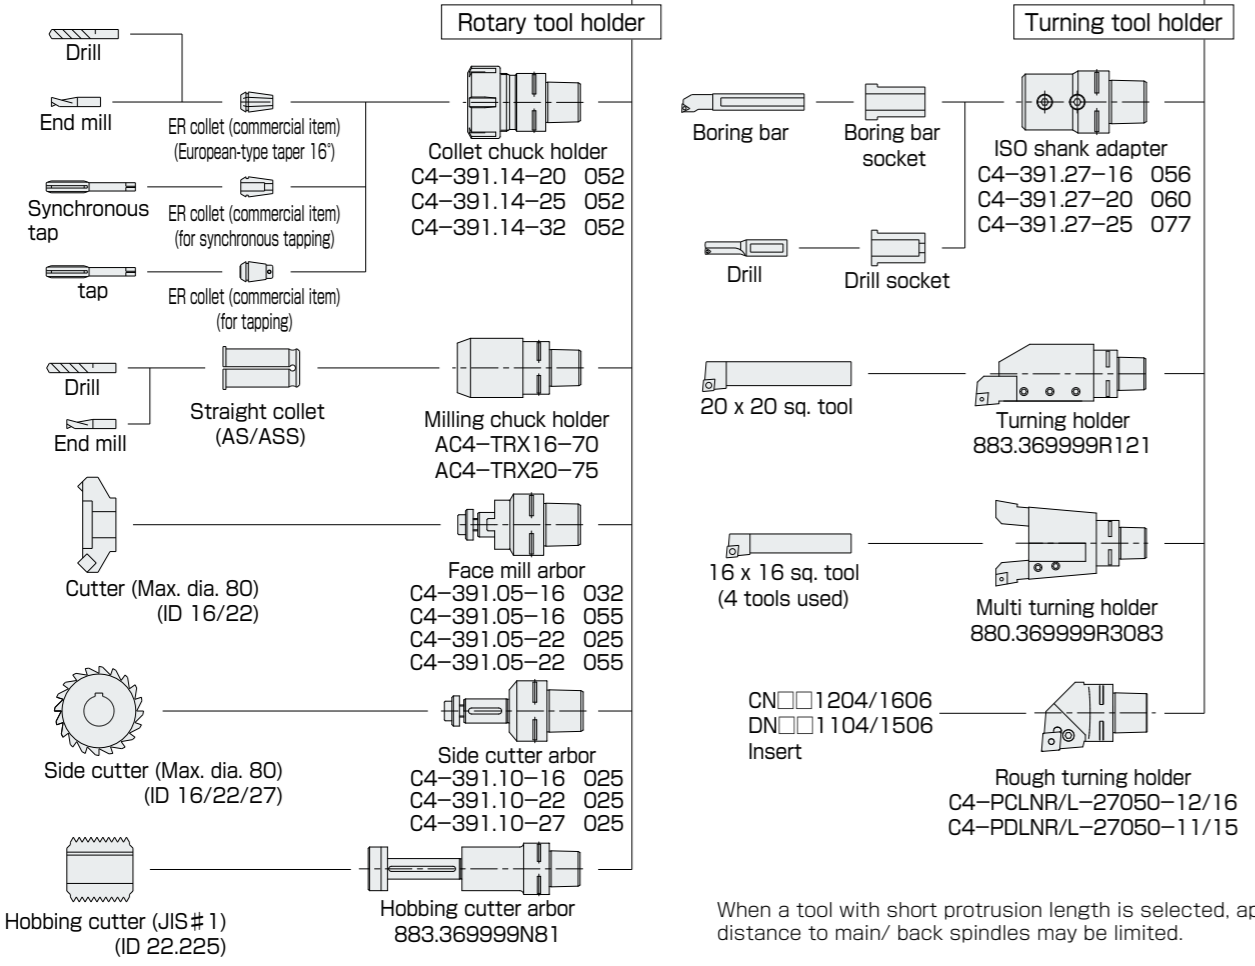 Rotary tool holder
Drill
End mill
ER collet (commercial item)
(European-type taper 16°)
Collet chuck holder
C4-391.14-20 052
C4-391.14-25 052
C4-391.14-32 052
Synchronous
tap
ER collet (commercial item)
(for synchronous tapping)
tap
ER collet (commercial item)
(for tapping)
Drill
End mill
Straight collet
(AS/ASS)
Milling chuck holder
AC4-TRX16-70
AC4-TRX20-75
Cutter (Max. dia. 80)
(ID 16/22)
Face mill arbor
C4-391.05-16 032
C4-391.05-16 055
C4-391.05-22 025
C4-391.05-22 055
Side cutter (Max. dia. 80)
(ID 16/22/27)
Side cutter arbor
C4-391.10-16 025
C4-391.10-22 025
C4-391.10-27 025
Hobbing cutter (JIS♯1)
(ID 22.225)
Hobbing cutter arbor
883.369999N81
Turning tool holder
Boring bar
Boring bar
socket
ISO shank adapter
C4-391.27-16 056
C4-391.27-20 060
C4-391.27-25 077
Drill
Drill socket
20 x 20 sq. tool
Turning holder
883.369999R121
16 x 16 sq. tool
(4 tools used)
Multi turning holder
880.369999R3083
CN□□1204/1606
DN□□1104/1506
Insert
Rough turning holder
C4-PCLNR/L-27050-12/16
C4-PDLNR/L-27050-11/15
When a tool with short protrusion length is selected,
distance to main/ back spindles may be limited.